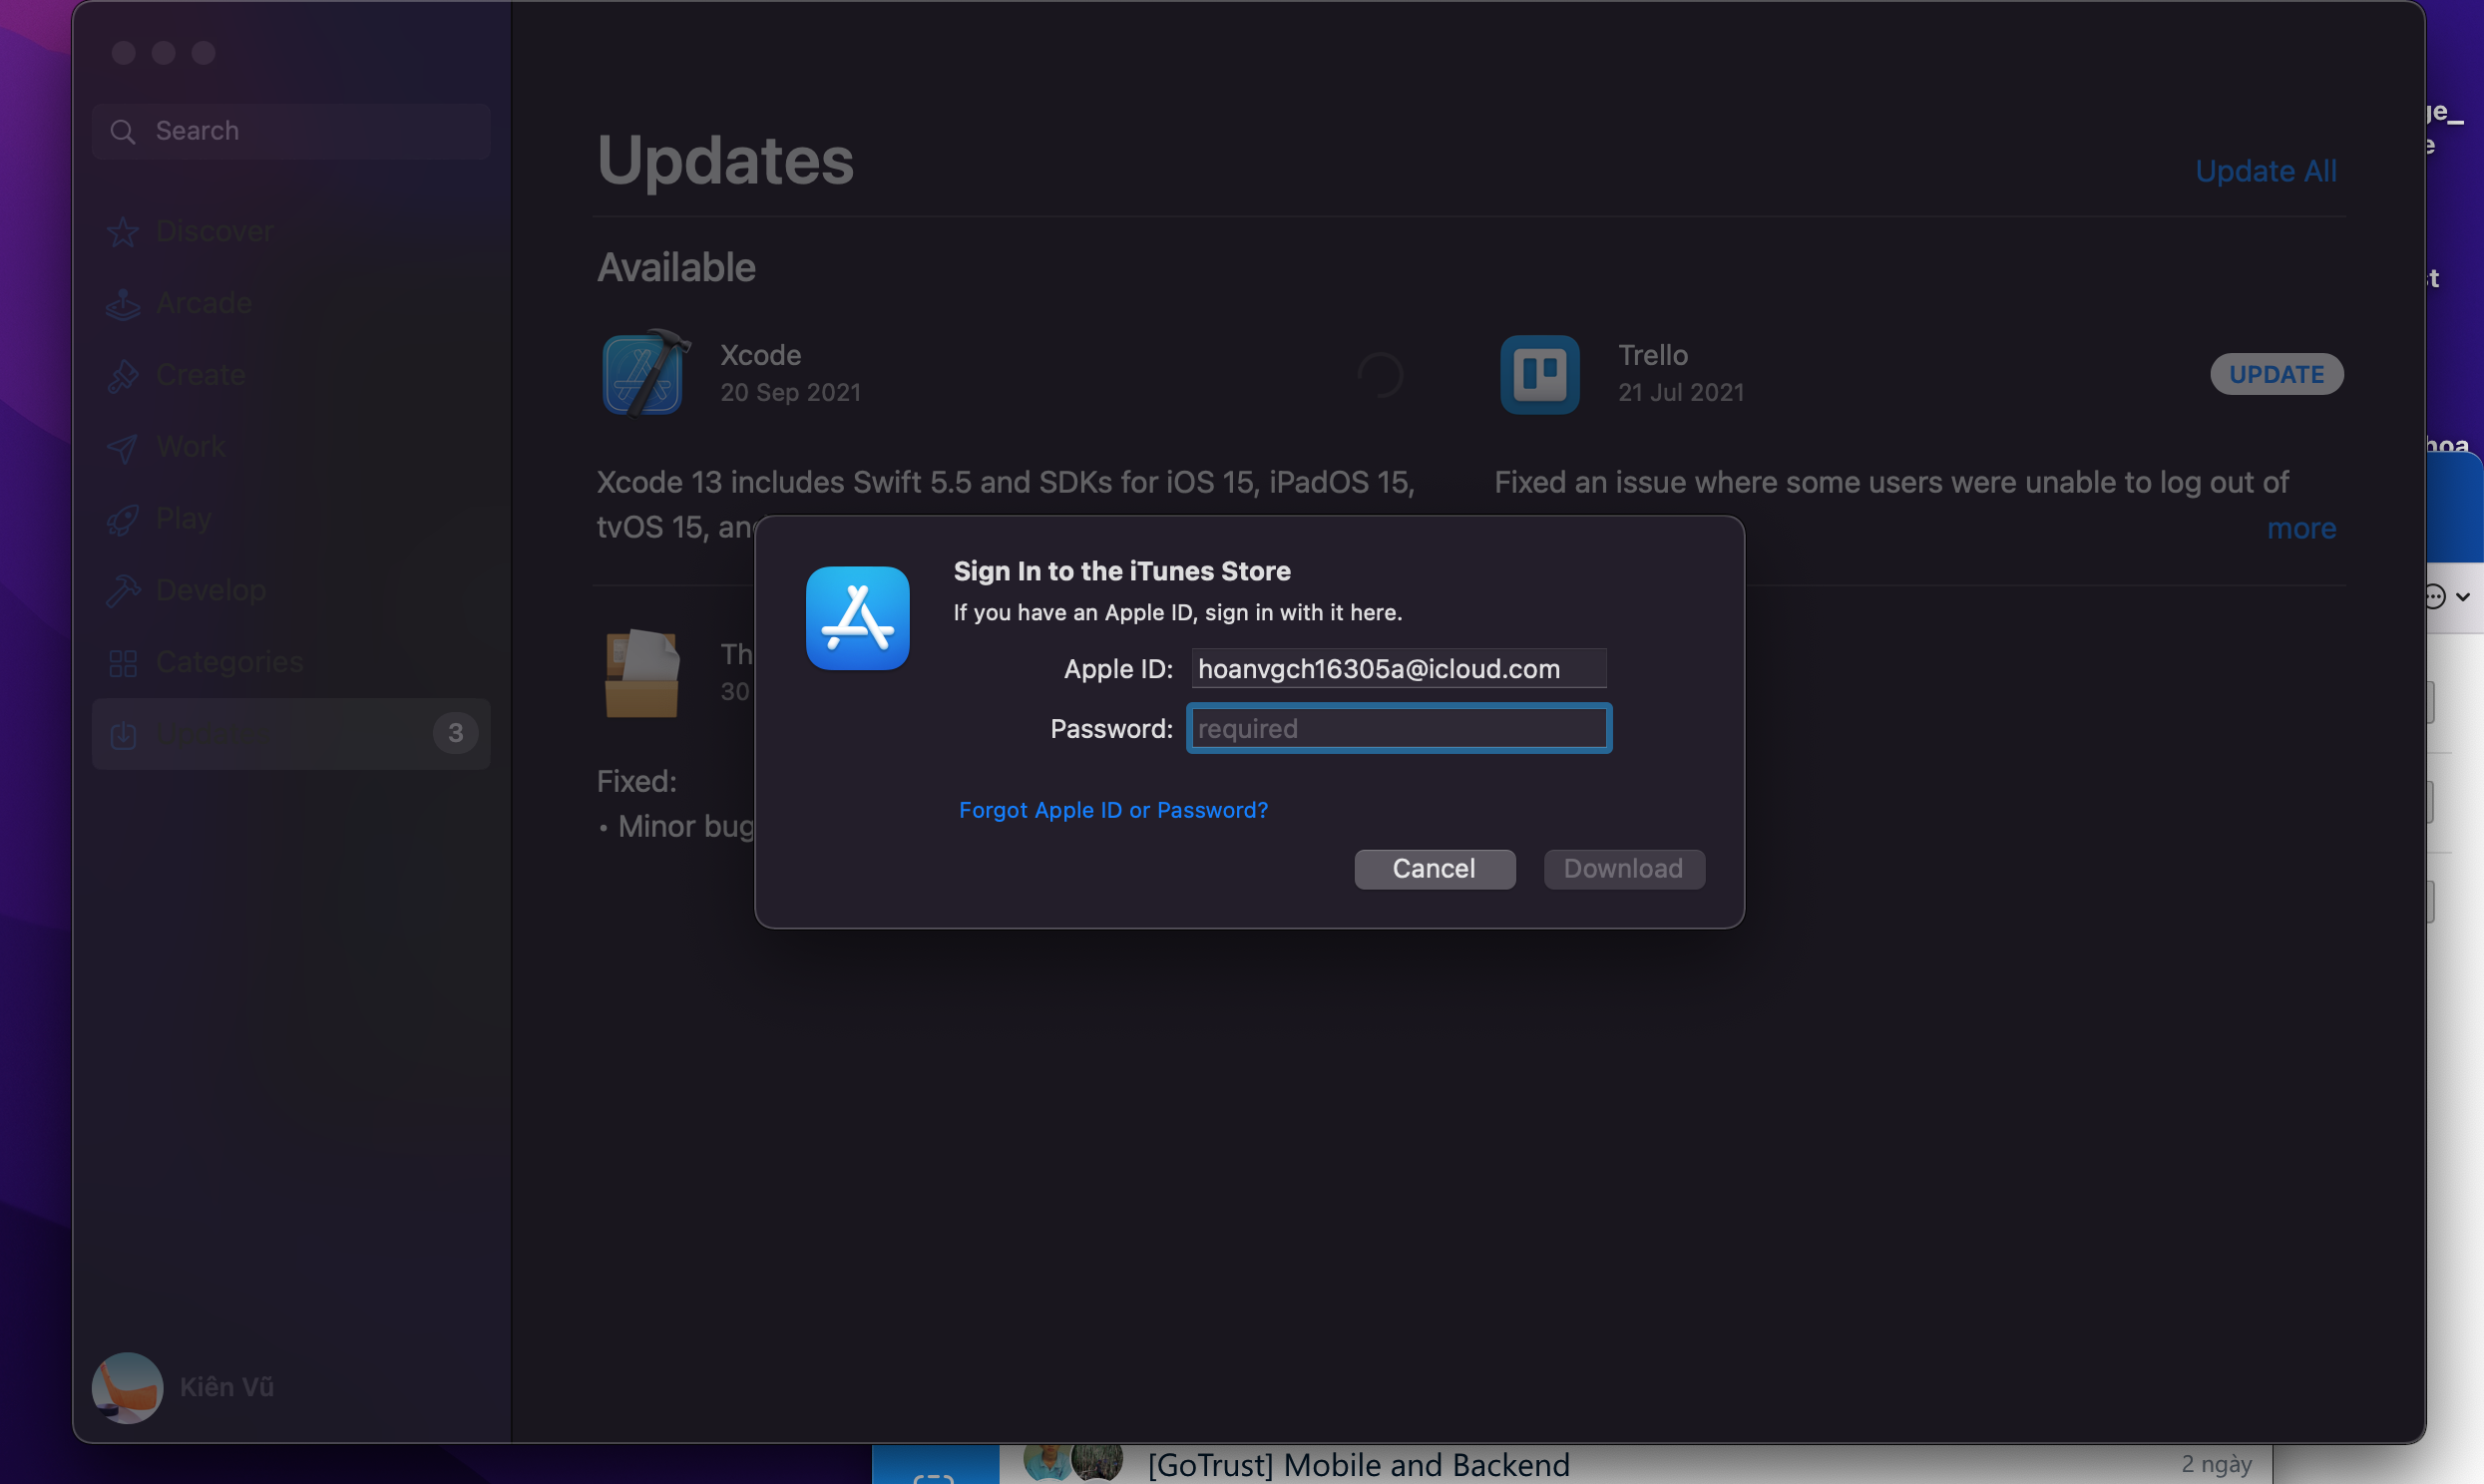 Search
Discover
Arcade
Create
Work
Play
Develop
Categories
3
Kiên Vũ
Updates
Update All
Available
Xcode
20 Sep 2021
Xcode 13 includes Swift 5.5 and SDKs for iOS 15, iPadOS 15,
tvOS 15, an
Trello
21 Jul 2021
UPDATE
Fixed an issue where some users were unable to log out of
more
Th
30
Fixed:
• Minor bug
Sign In to the iTunes Store
If you have an Apple ID, sign in with it here.
Apple ID: hoanvgch16305a@icloud.com
Password: required
Forgot Apple ID or Password?
Cancel
Download
hoa
[GoTrust] Mobile and Backend
2 ngày